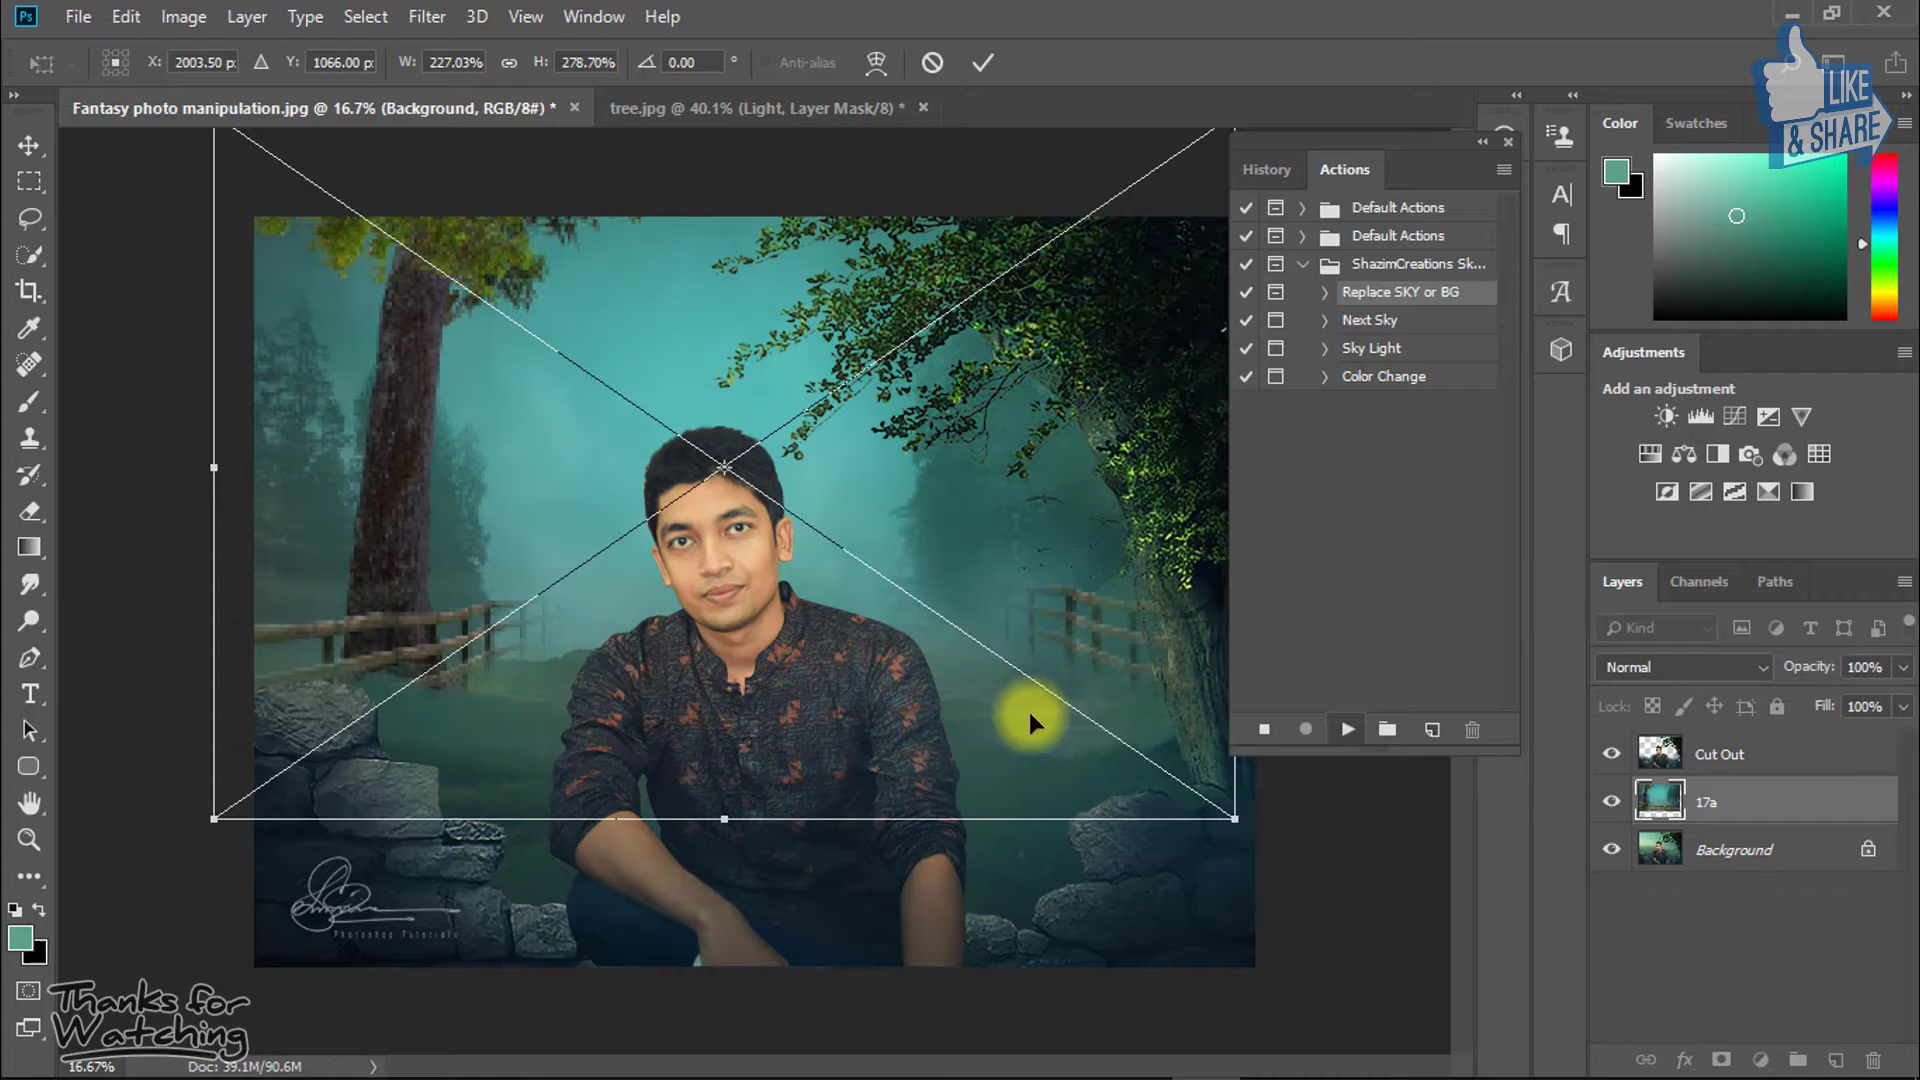 Ps File Edit Image Layer Type Select Filter 3D View Window Help
X: 2003.50 p: Y: 1066.00 p: W: 227.03% H: 278.70% 0.00 ° Anti-alias
LIKE
& SHARE
Fantasy photo manipulation.jpg @ 16.7% (Background, RGB/8#) * × tree.jpg @ 40.1% (Light, Layer Mask/8) * ×
Color Swatches
History Actions
Default Actions
Default Actions
ShazimCreations Sk...
Replace SKY or BG
Next Sky
Sky Light
Color Change
Adjustments
Add an adjustment
Layers Channels Paths
Kind
Normal Opacity: 100%
Lock: Fill: 100%
Cut Out
17a
Background
Photoshop Tutorials
Thanks for
Watching
16.67% Doc: 39.1M/90.6M